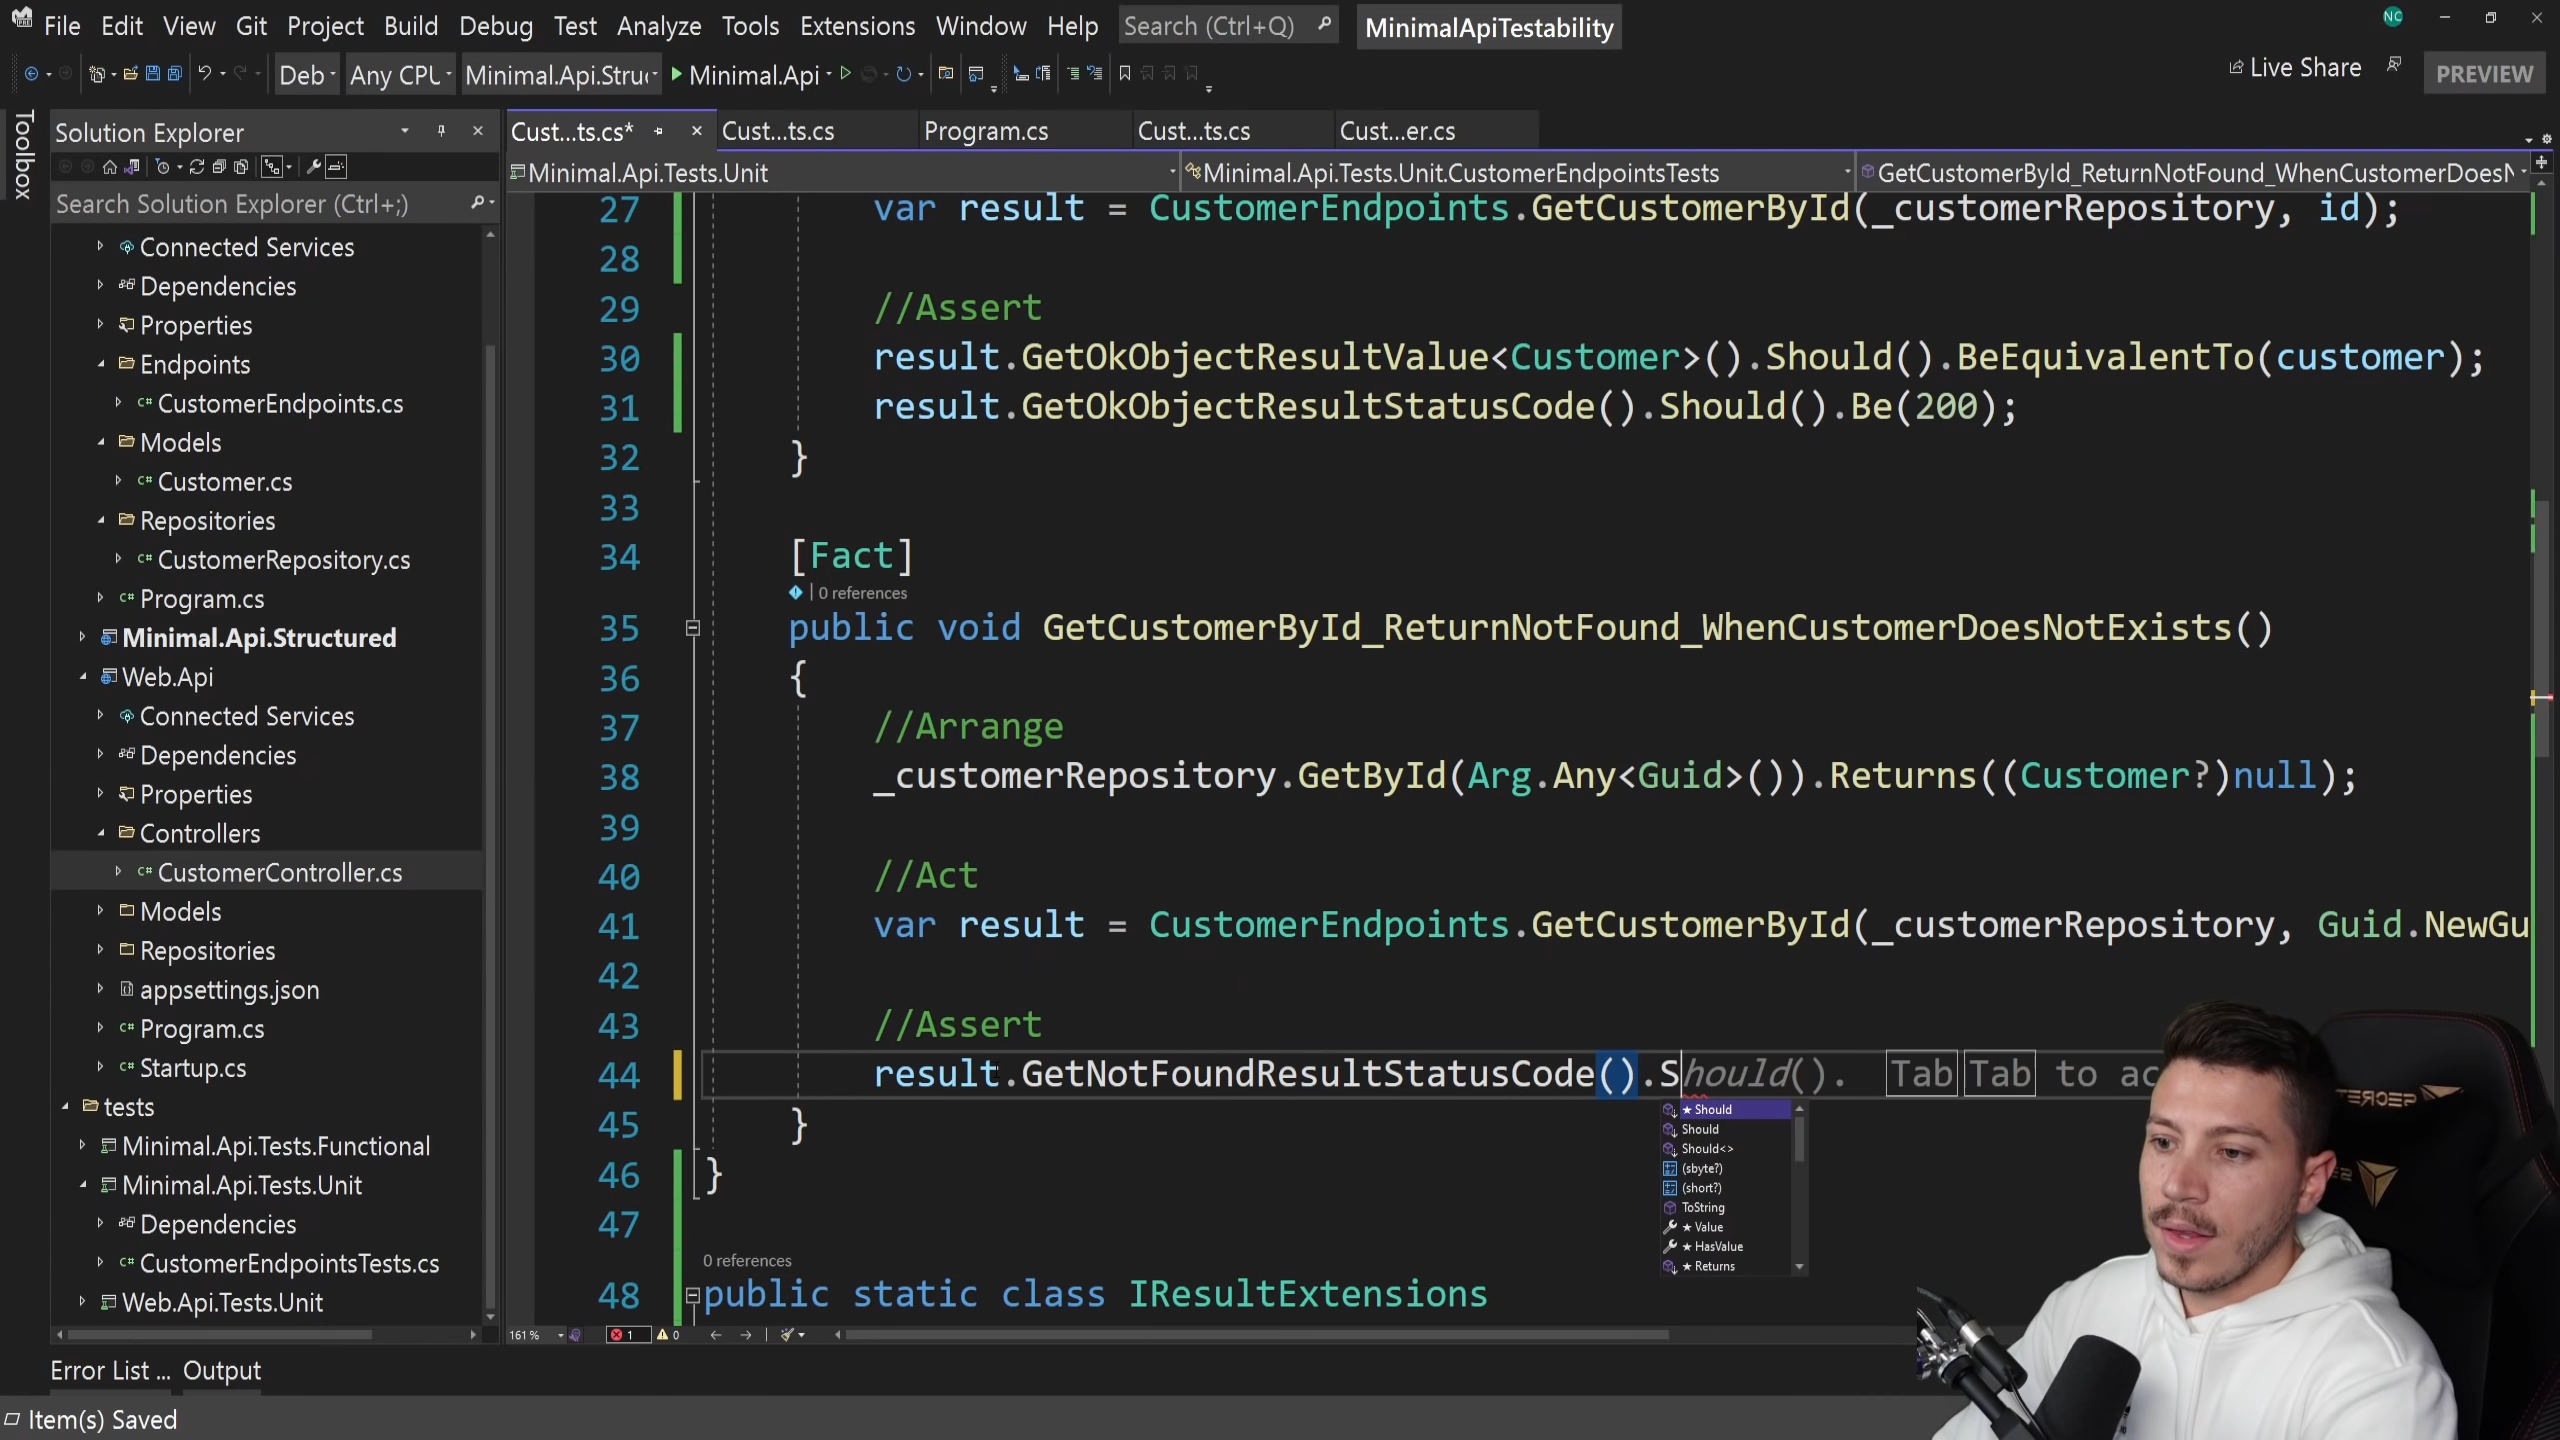 File Edit View Git Project Build Debug Test Analyze Tools Extensions Window Help Search (Ctrl+Q) MinimalApiTestability NC
Deb Any CPU Minimal.Api.Struc Minimal.Api Live Share PREVIEW
Toolbox
Solution Explorer
Search Solution Explorer (Ctrl+;)
Connected Services
Dependencies
Properties
Endpoints
C# CustomerEndpoints.cs
Models
C# Customer.cs
Repositories
C# CustomerRepository.cs
C# Program.cs
Minimal.Api.Structured
Web.Api
Connected Services
Dependencies
Properties
Controllers
C# CustomerController.cs
Models
Repositories
appsettings.json
C# Program.cs
C# Startup.cs
tests
Minimal.Api.Tests.Functional
Minimal.Api.Tests.Unit
Dependencies
C# CustomerEndpointsTests.cs
Web.Api.Tests.Unit
Cust...ts.cs* Cust...ts.cs Program.cs Cust...ts.cs Cust...er.cs
Minimal.Api.Tests.Unit Minimal.Api.Tests.Unit.CustomerEndpointsTests GetCustomerById_ReturnNotFound_WhenCustomerDoesN
27 var result = CustomerEndpoints.GetCustomerById(_customerRepository, id);
28
29 //Assert
30 result.GetOkObjectResultValue<Customer>().Should().BeEquivalentTo(customer);
31 result.GetOkObjectResultStatusCode().Should().Be(200);
32 }
33
34 [Fact]
0 references
35 public void GetCustomerById_ReturnNotFound_WhenCustomerDoesNotExists()
36 {
37 //Arrange
38 _customerRepository.GetById(Arg.Any<Guid>()).Returns((Customer?)null);
39
40 //Act
41 var result = CustomerEndpoints.GetCustomerById(_customerRepository, Guid.NewGu
42
43 //Assert
44 result.GetNotFoundResultStatusCode().Should(). Tab Tab to ac
45 }
46 }
47
0 references
48 public static class IResultExtensions
★ Should
Should
Should<>
(sbyte?)
(short?)
ToString
★ Value
★ HasValue
★ Returns
161 % 1 0
Error List ... Output
Item(s) Saved
SECRET